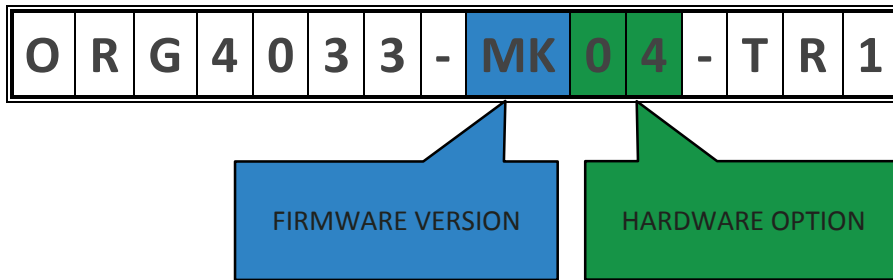 ORG4033-MK04-TR1
FIRMWARE VERSION
HARDWARE OPTION